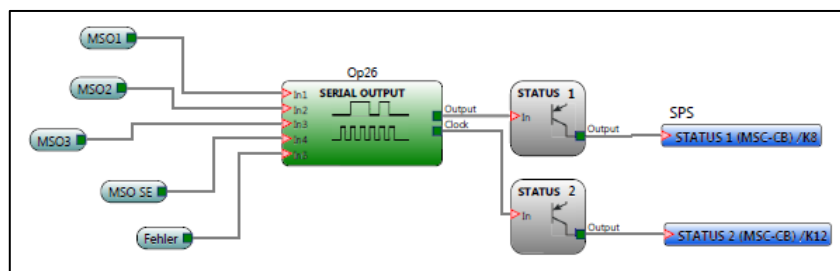 MSO1
MSO2
MSO3
MSO SE
Fehler
Op26
SERIAL OUTPUT
In1
In2
In3
In4
In5
Output
Clock
STATUS 1
In
Output
STATUS 2
In
Output
SPS
STATUS 1 (MSC-CB) /K8
STATUS 2 (MSC-CB) /K12